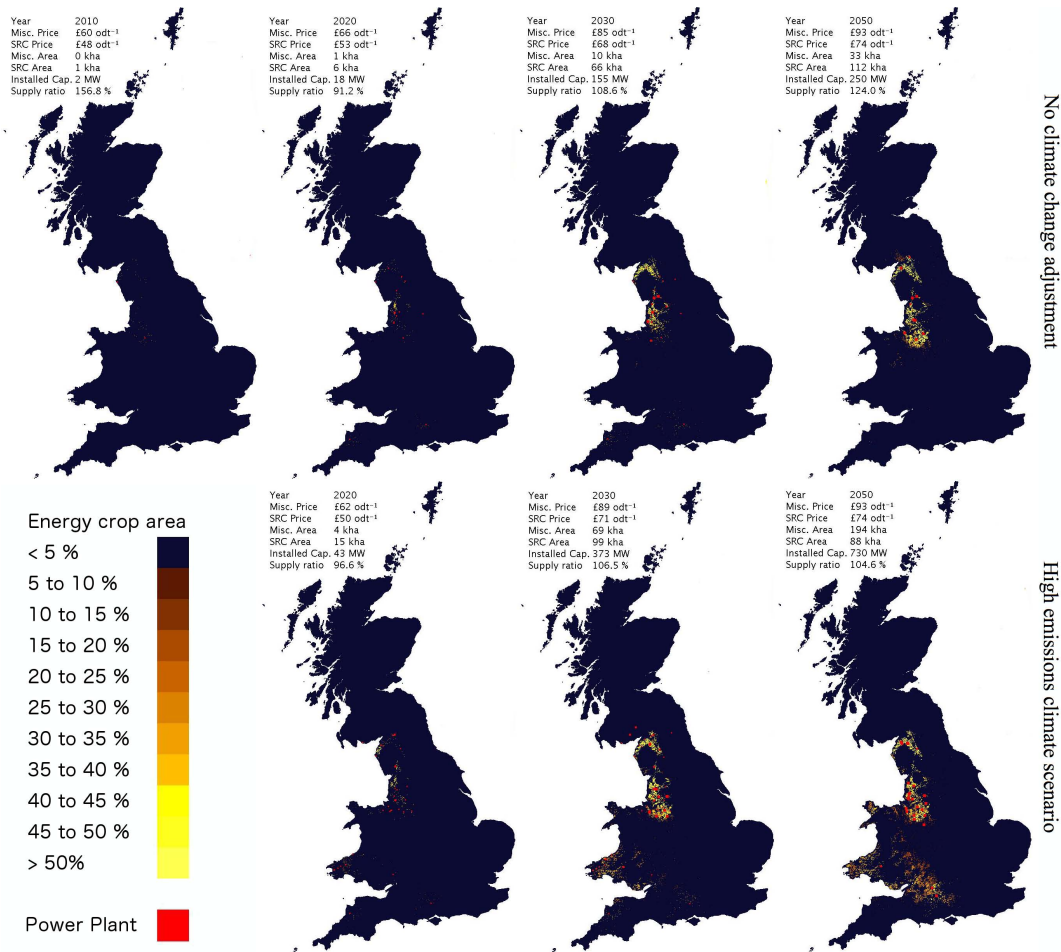 Year 2010
Misc. Price £60 odt⁻¹
SRC Price £48 odt⁻¹
Misc. Area 0 kha
SRC Area 1 kha
Installed Cap. 2 MW
Supply ratio 156.8 %
Year 2020
Misc. Price £66 odt⁻¹
SRC Price £53 odt⁻¹
Misc. Area 1 kha
SRC Area 6 kha
Installed Cap. 18 MW
Supply ratio 91.2 %
Year 2030
Misc. Price £85 odt⁻¹
SRC Price £68 odt⁻¹
Misc. Area 10 kha
SRC Area 66 kha
Installed Cap. 155 MW
Supply ratio 108.6 %
Year 2050
Misc. Price £93 odt⁻¹
SRC Price £74 odt⁻¹
Misc. Area 33 kha
SRC Area 112 kha
Installed Cap. 250 MW
Supply ratio 124.0 %
No climate change adjustment
Year 2020
Misc. Price £62 odt⁻¹
SRC Price £50 odt⁻¹
Misc. Area 4 kha
SRC Area 15 kha
Installed Cap. 43 MW
Supply ratio 96.6 %
Year 2030
Misc. Price £89 odt⁻¹
SRC Price £71 odt⁻¹
Misc. Area 69 kha
SRC Area 99 kha
Installed Cap. 373 MW
Supply ratio 106.5 %
Year 2050
Misc. Price £93 odt⁻¹
SRC Price £74 odt⁻¹
Misc. Area 194 kha
SRC Area 88 kha
Installed Cap. 730 MW
Supply ratio 104.6 %
High emissions climate scenario
Energy crop area
< 5 %
5 to 10 %
10 to 15 %
15 to 20 %
20 to 25 %
25 to 30 %
30 to 35 %
35 to 40 %
40 to 45 %
45 to 50 %
> 50%
Power Plant